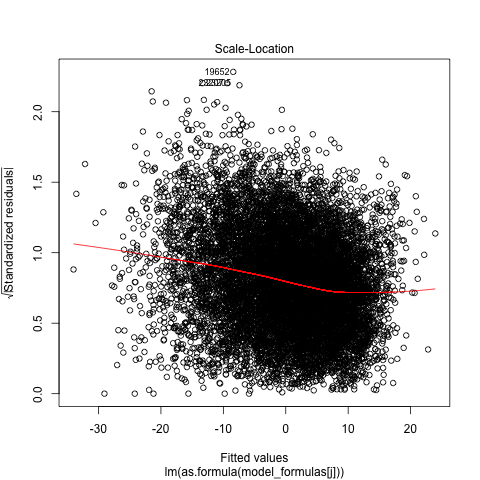 Scale-Location
19652
√|Standardized residuals|
0.0 0.5 1.0 1.5 2.0
-30 -20 -10 0 10 20
Fitted values
lm(as.formula(model_formulas[j]))